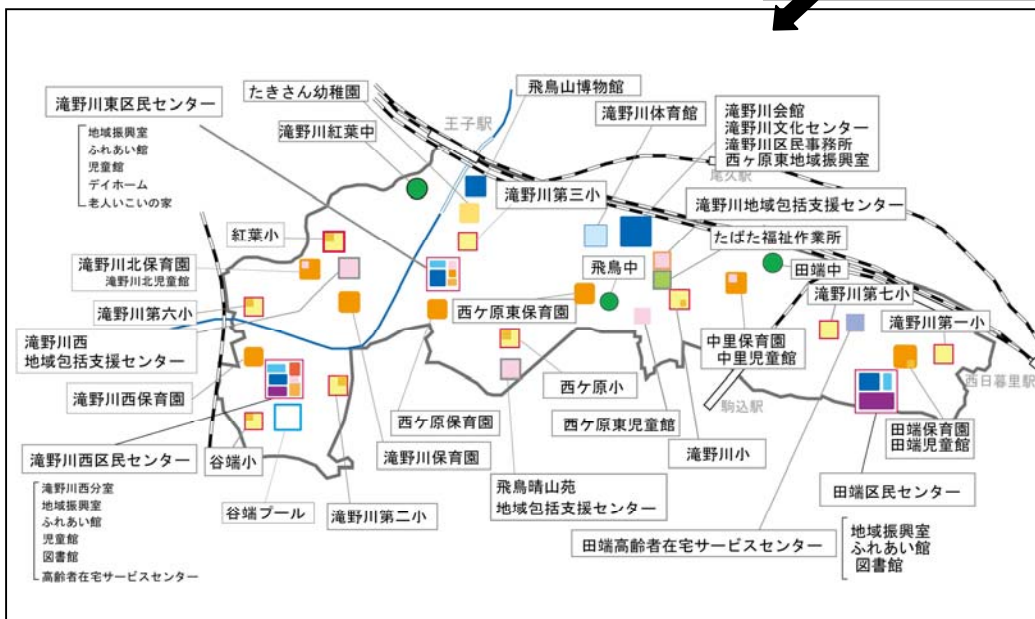 飛鳥山博物館
たきさん幼稚園
滝野川東区民センター
地域振興室
ふれあい館
児童館
デイホーム
老人いこいの家
滝野川紅葉中
王子駅
滝野川体育館
滝野川会館
滝野川文化センター
滝野川区民事務所
西ヶ原東地域振興室
尾久駅
滝野川第三小
滝野川地域包括支援センター
たばた福祉作業所
紅葉小
飛鳥中
田端中
滝野川北保育園
滝野川北児童館
滝野川第七小
滝野川第六小
西ケ原東保育園
滝野川第一小
滝野川西
地域包括支援センター
中里保育園
中里児童館
西日暮里駅
滝野川西保育園
西ケ原小
駒込駅
西ケ原保育園
西ケ原東児童館
田端保育園
田端児童館
滝野川西区民センター
谷端小
滝野川保育園
滝野川小
滝野川西分室
地域振興室
ふれあい館
児童館
図書館
高齢者在宅サービスセンター
谷端プール
滝野川第二小
飛鳥晴山苑
地域包括支援センター
田端区民センター
田端高齢者在宅サービスセンター
地域振興室
ふれあい館
図書館